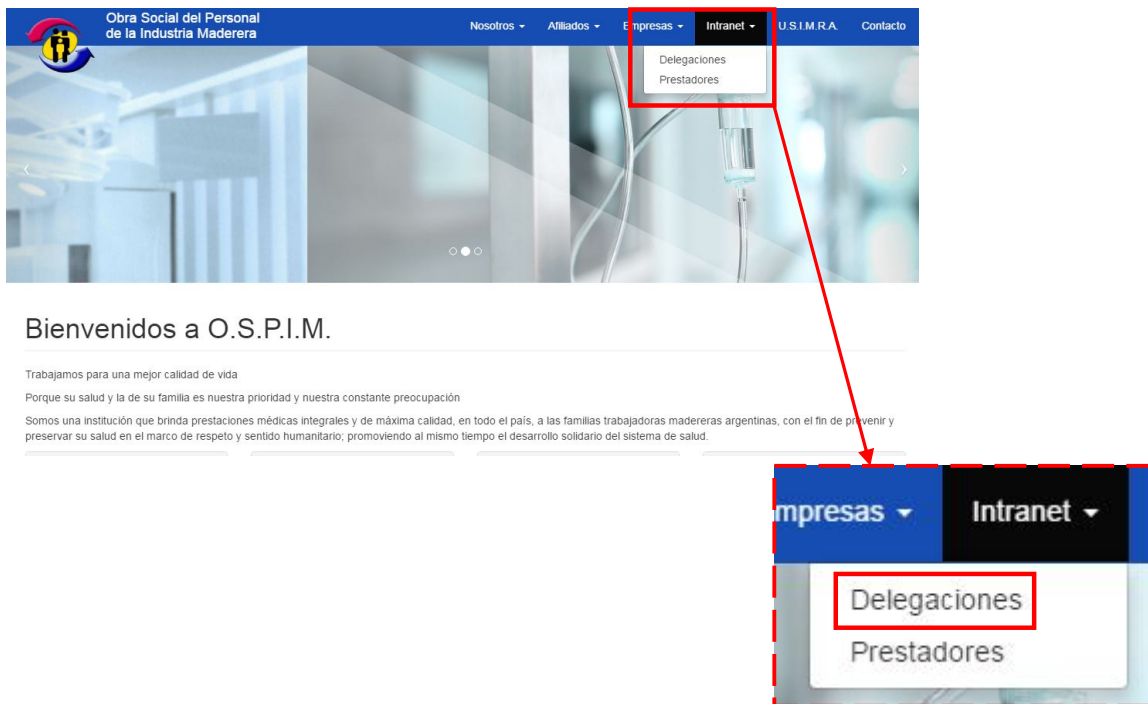 Obra Social del Personal
de la Industria Maderera
Nosotros Afiliados Empresas Intranet U.S.I.M.R.A. Contacto
Delegaciones
Prestadores
Bienvenidos a O.S.P.I.M.
Trabajamos para una mejor calidad de vida
Porque su salud y la de su familia es nuestra prioridad y nuestra constante preocupación
Somos una institución que brinda prestaciones médicas integrales y de máxima calidad, en todo el país, a las familias trabajadoras madereras argentinas, con el fin de prevenir y
preservar su salud en el marco de respeto y sentido humanitario; promoviendo al mismo tiempo el desarrollo solidario del sistema de salud.
mpresas Intranet
Delegaciones
Prestadores